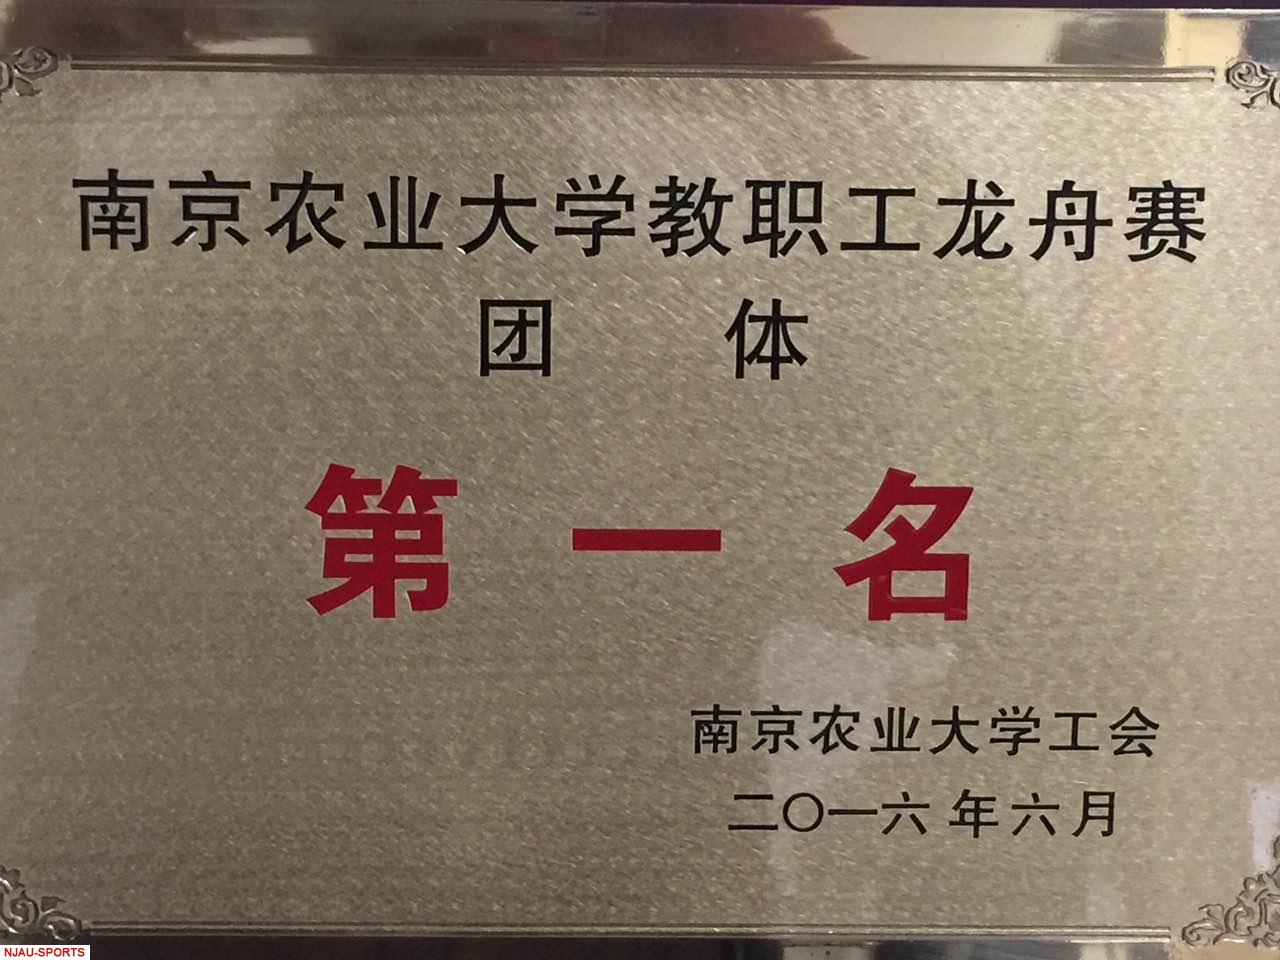 南京农业大学教职工龙舟赛
团 体
第一名
南京农业大学工会
二〇一六年六月
NJAU-SPORTS